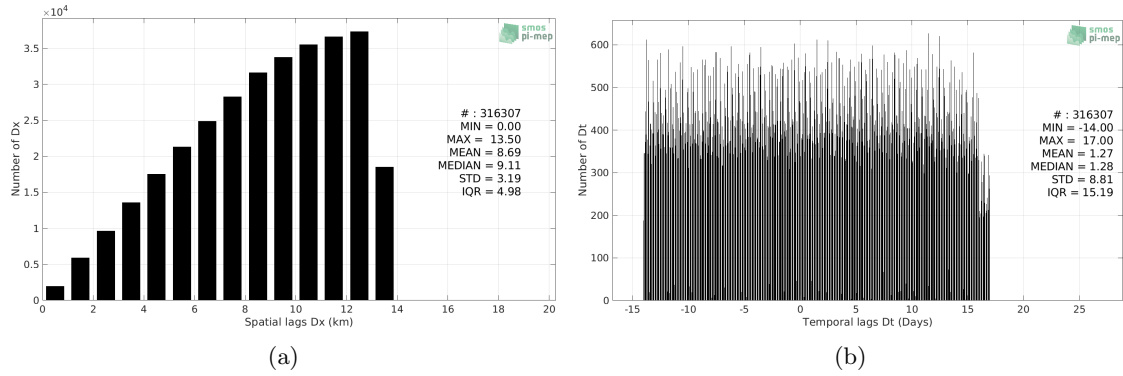 ×10⁴
3.5
3
2.5
2
1.5
1
0.5
0
Number of Dx
0 2 4 6 8 10 12 14 16 18 20
Spatial lags Dx (km)
smos
pi-mep
# : 316307
MIN = 0.00
MAX = 13.50
MEAN = 8.69
MEDIAN = 9.11
STD = 3.19
IQR = 4.98
(a)
600
500
400
300
200
100
0
Number of Dt
-15 -10 -5 0 5 10 15 20 25
Temporal lags Dt (Days)
smos
pi-mep
# : 316307
MIN = -14.00
MAX = 17.00
MEAN = 1.27
MEDIAN = 1.28
STD = 8.81
IQR = 15.19
(b)